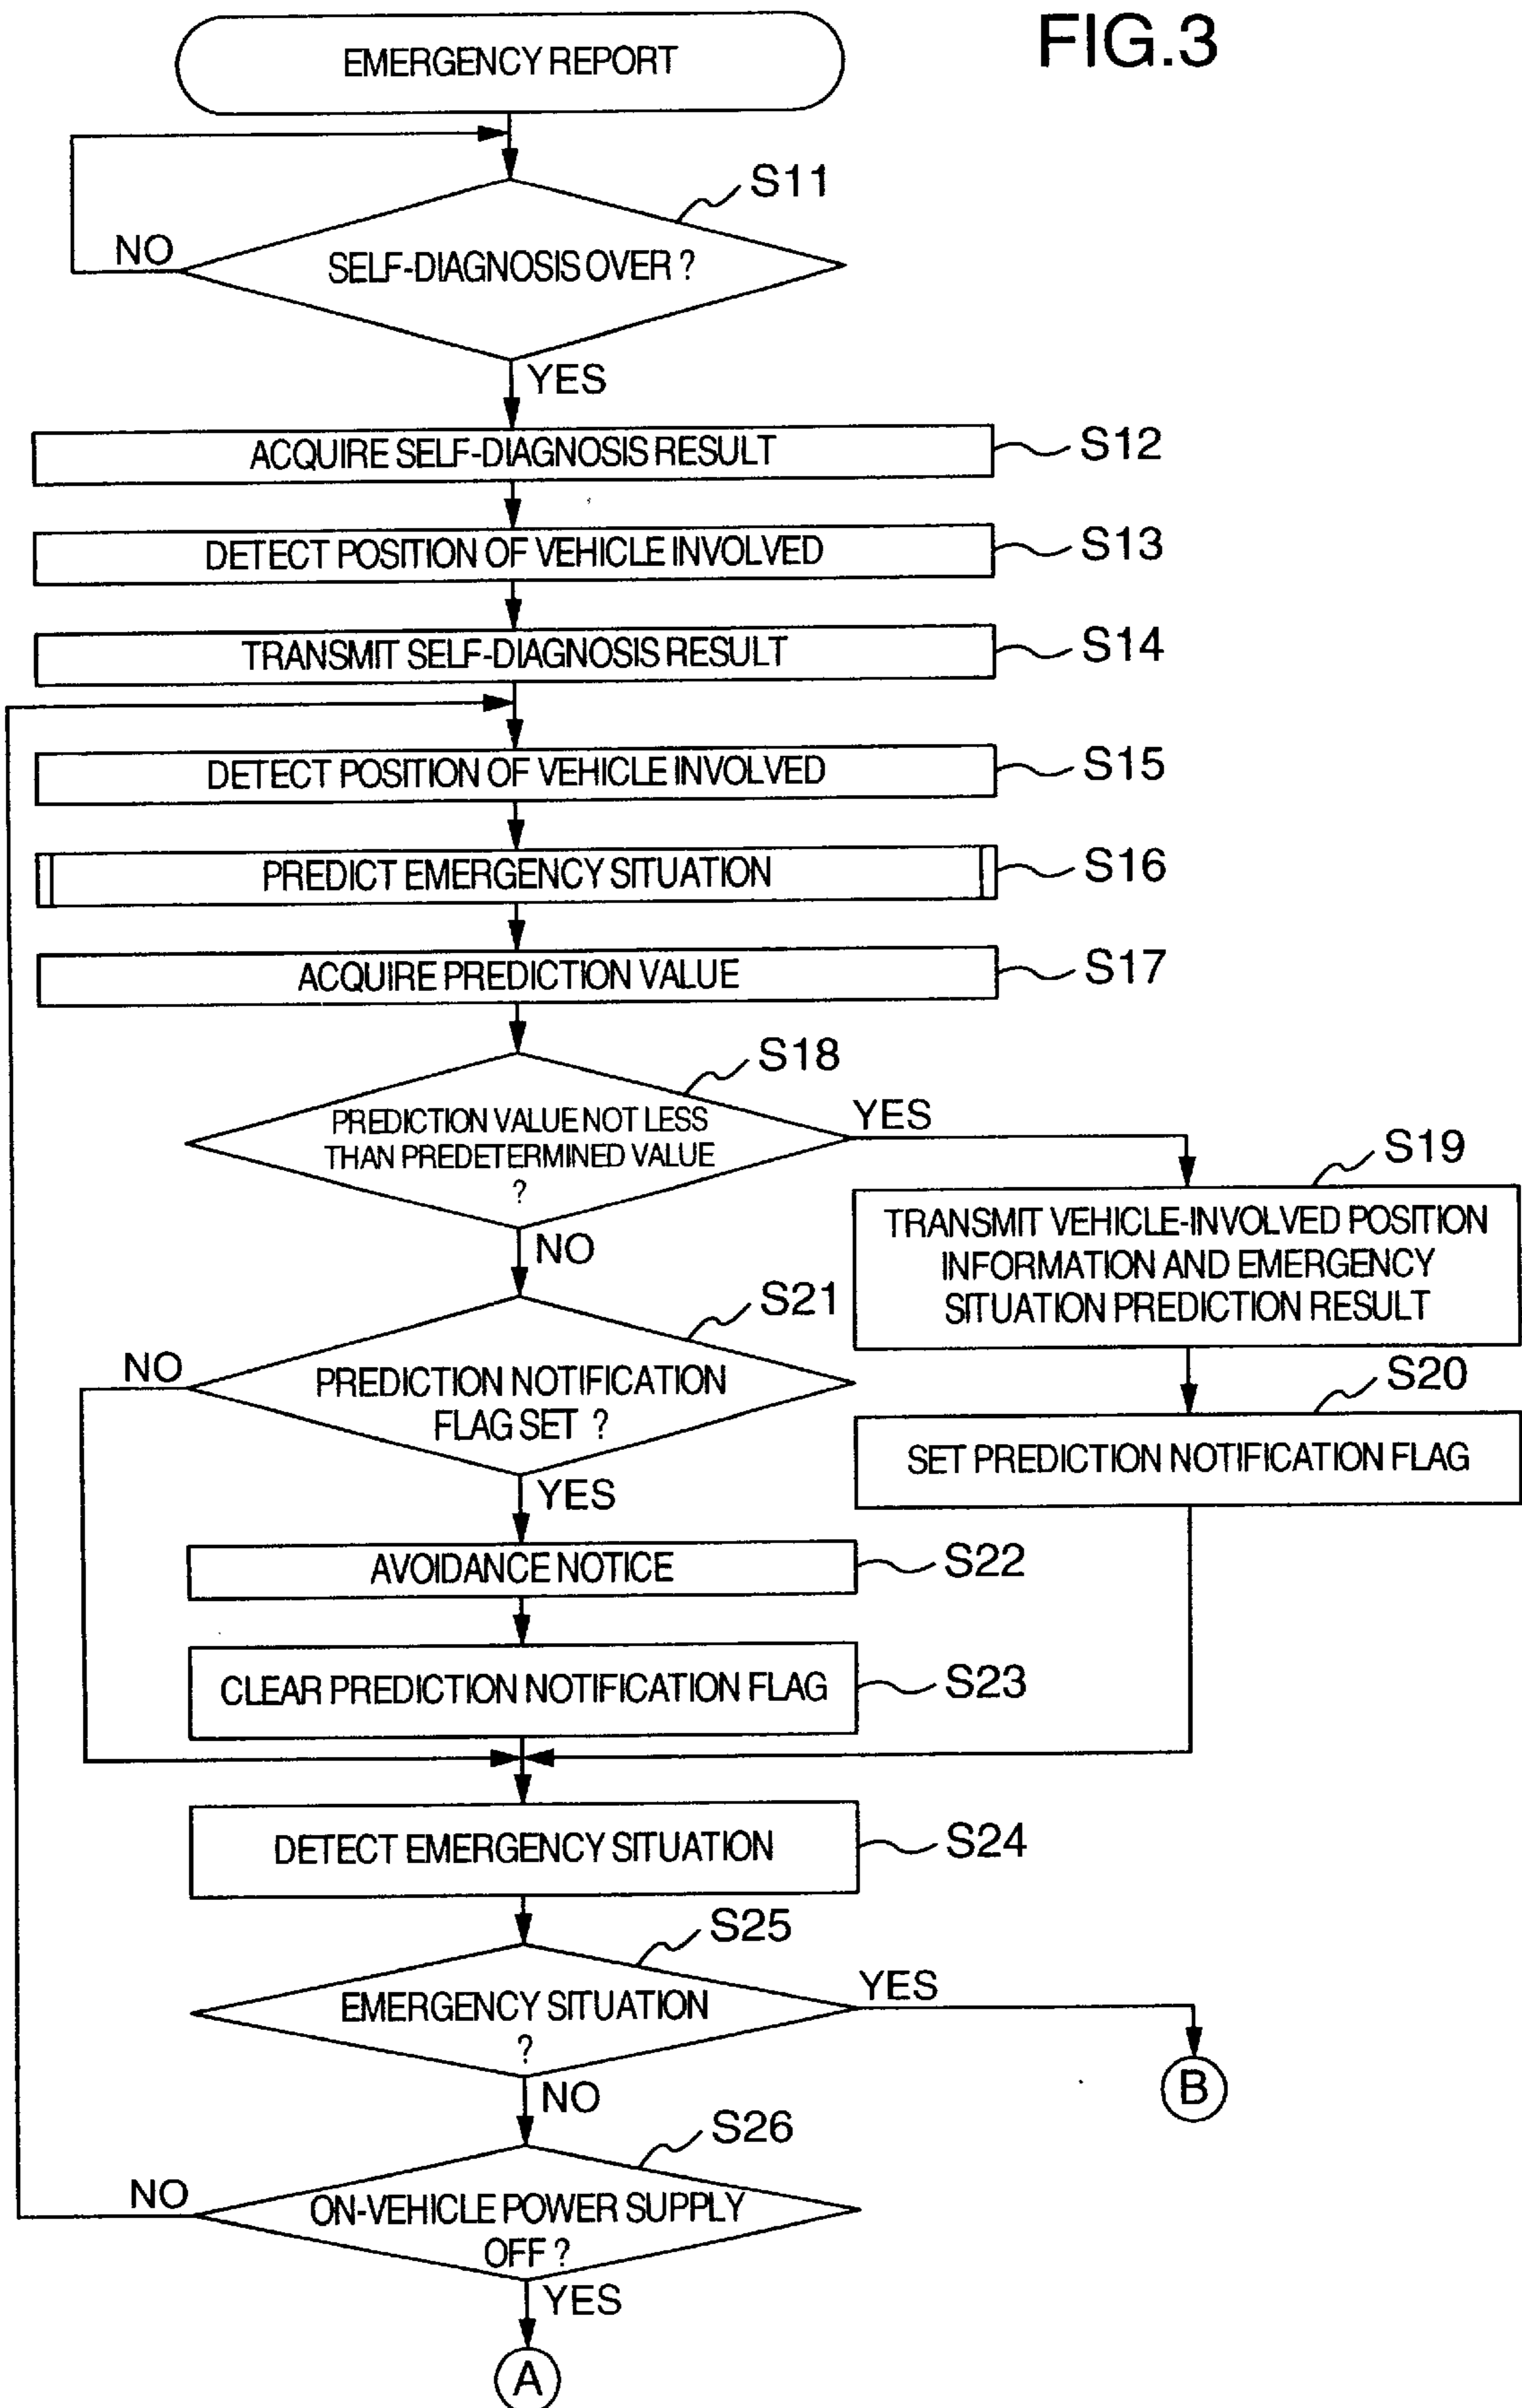 FIG.3
EMERGENCY REPORT
S11
NO
SELF-DIAGNOSIS OVER ?
YES
ACQUIRE SELF-DIAGNOSIS RESULT
S12
DETECT POSITION OF VEHICLE INVOLVED
S13
TRANSMIT SELF-DIAGNOSIS RESULT
S14
DETECT POSITION OF VEHICLE INVOLVED
S15
PREDICT EMERGENCY SITUATION
S16
ACQUIRE PREDICTION VALUE
S17
S18
PREDICTION VALUE NOT LESS
THAN PREDETERMINED VALUE
?
YES
S19
TRANSMIT VEHICLE-INVOLVED POSITION
INFORMATION AND EMERGENCY
SITUATION PREDICTION RESULT
NO
S21
NO
PREDICTION NOTIFICATION
FLAG SET ?
S20
SET PREDICTION NOTIFICATION FLAG
YES
AVOIDANCE NOTICE
S22
CLEAR PREDICTION NOTIFICATION FLAG
S23
DETECT EMERGENCY SITUATION
S24
S25
EMERGENCY SITUATION
?
YES
B
NO
S26
NO
ON-VEHICLE POWER SUPPLY
OFF ?
YES
A